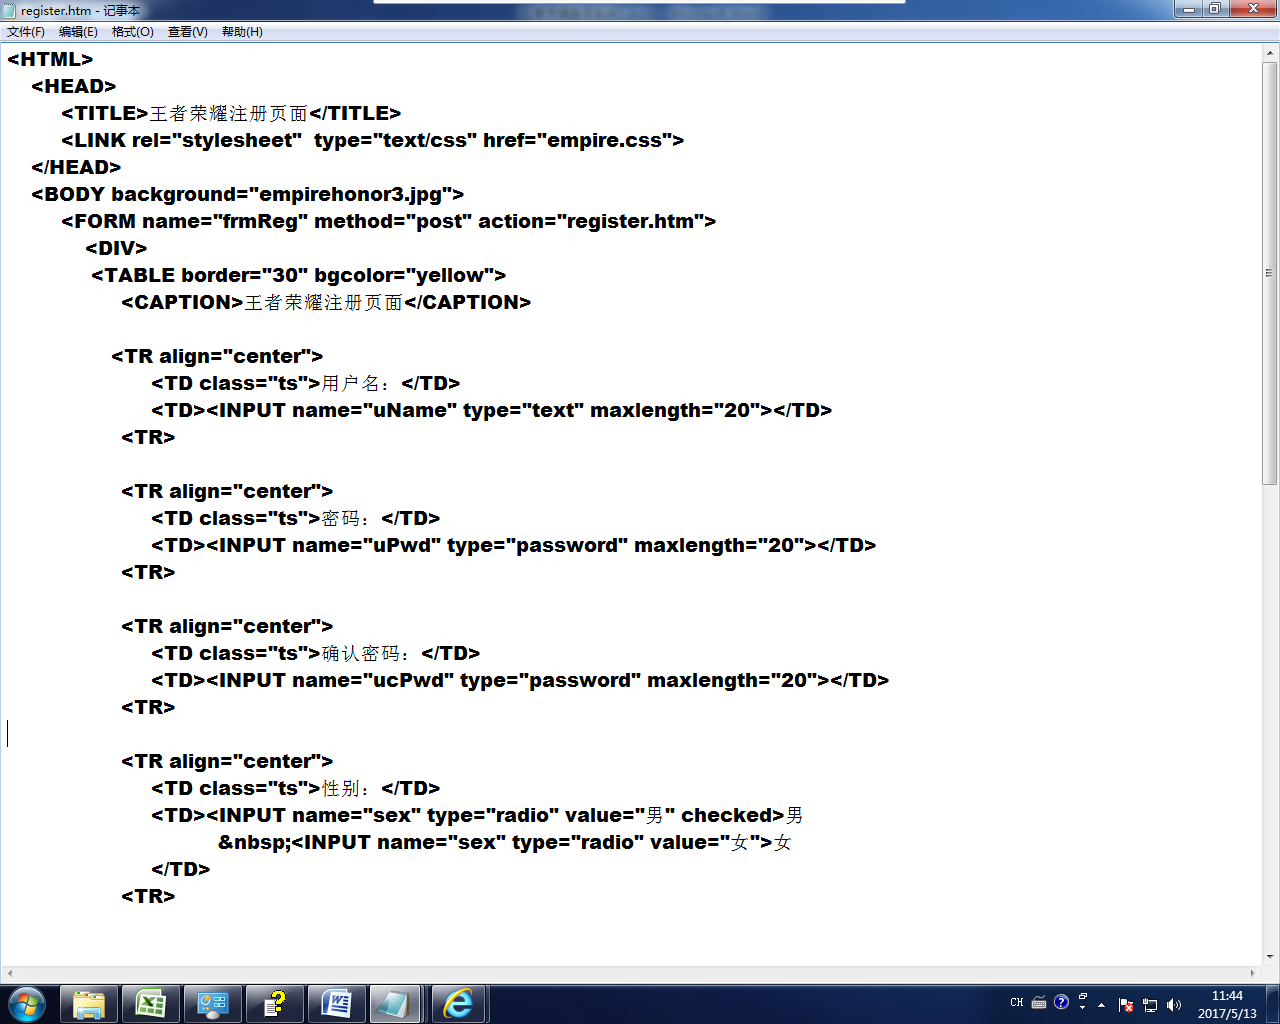 register.htm - 记事本
文件(F) 编辑(E) 格式(O) 查看(V) 帮助(H)
<HTML>
<HEAD>
<TITLE>王者荣耀注册页面</TITLE>
<LINK rel="stylesheet"  type="text/css" href="empire.css">
</HEAD>
<BODY background="empirehonor3.jpg">
<FORM name="frmReg" method="post" action="register.htm">
<DIV>
<TABLE border="30" bgcolor="yellow">
<CAPTION>王者荣耀注册页面</CAPTION>
<TR align="center">
<TD class="ts">用户名：</TD>
<TD><INPUT name="uName" type="text" maxlength="20"></TD>
<TR>
<TR align="center">
<TD class="ts">密码：</TD>
<TD><INPUT name="uPwd" type="password" maxlength="20"></TD>
<TR>
<TR align="center">
<TD class="ts">确认密码：</TD>
<TD><INPUT name="ucPwd" type="password" maxlength="20"></TD>
<TR>
<TR align="center">
<TD class="ts">性别：</TD>
<TD><INPUT name="sex" type="radio" value="男" checked>男
&nbsp;<INPUT name="sex" type="radio" value="女">女
</TD>
<TR>
CH
11:44
2017/5/13